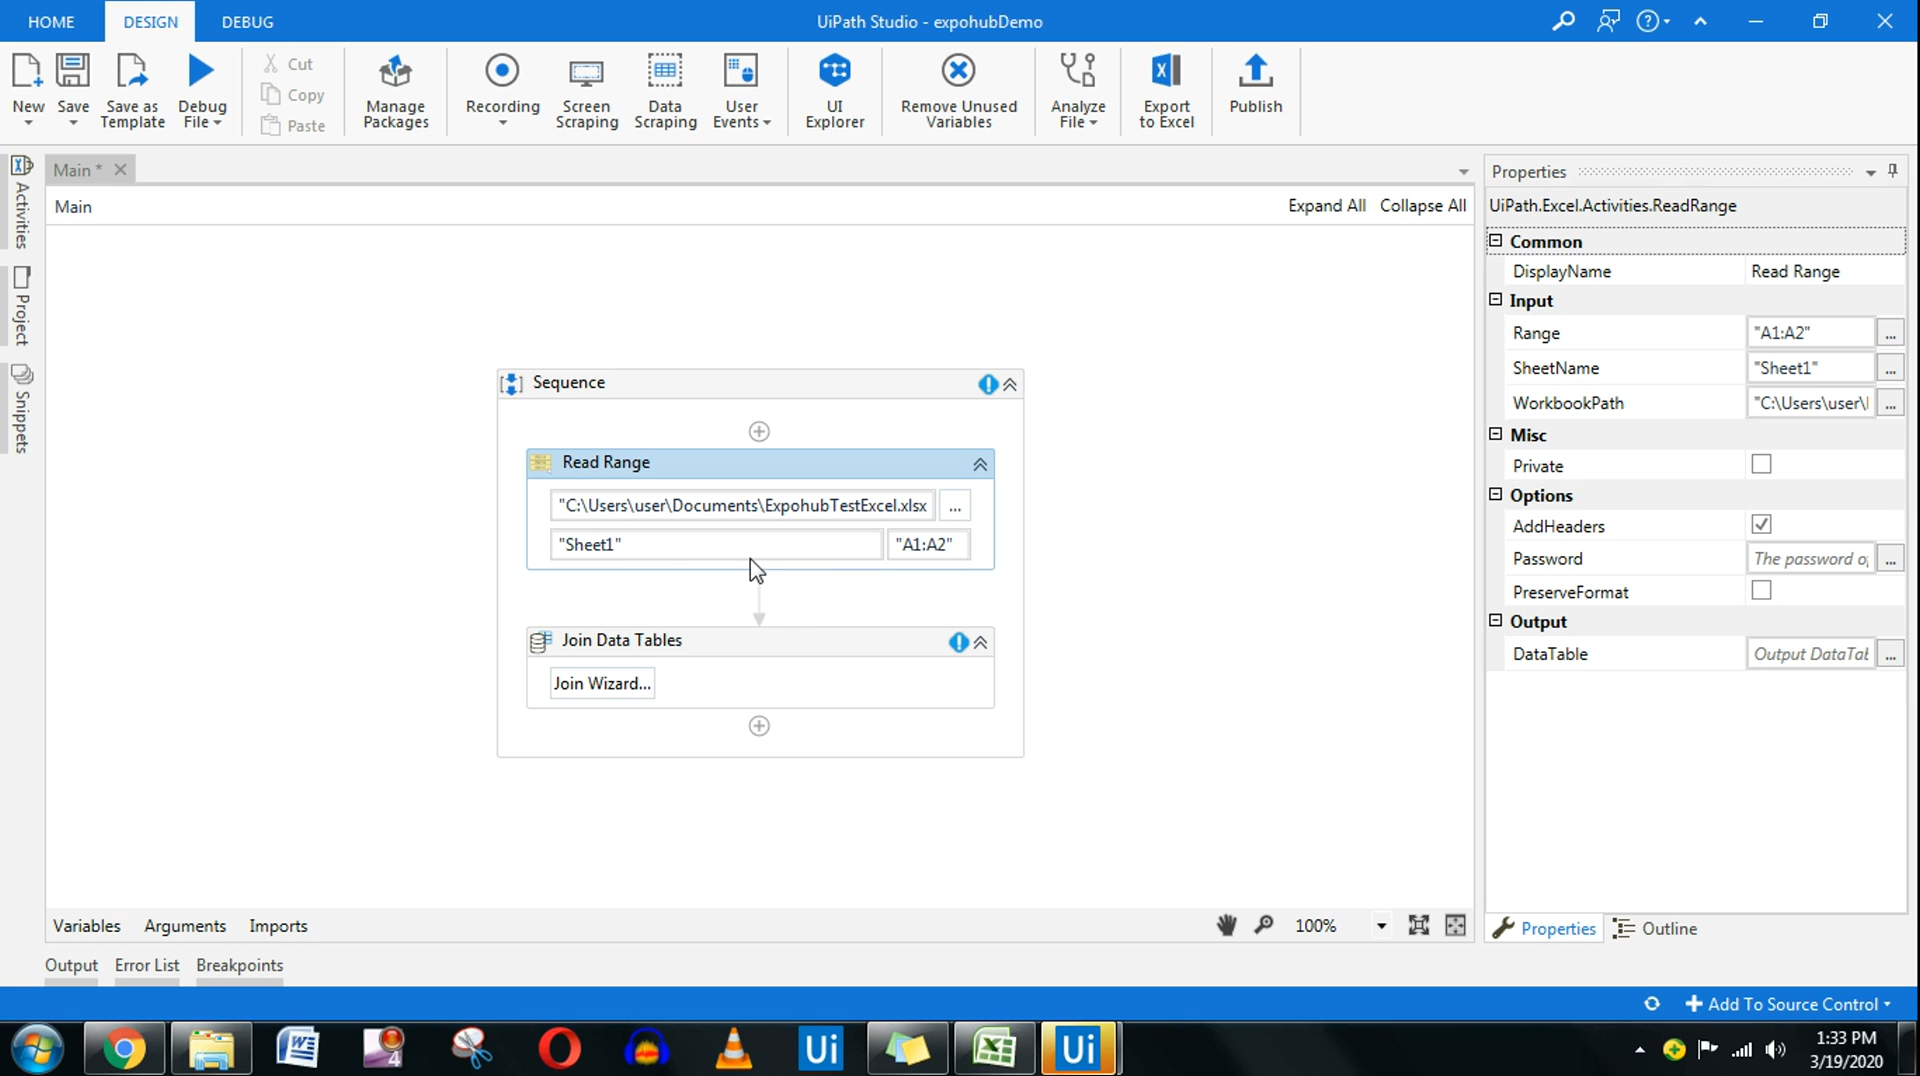 HOME
DESIGN
DEBUG
UiPath Studio - expohubDemo
New
Save
Save as
Template
Debug
File
Cut
Copy
Paste
Manage
Packages
Recording
Screen
Scraping
Data
Scraping
User
Events
UI
Explorer
Remove Unused
Variables
Analyze
File
Export
to Excel
Publish
Activities
Project
Snippets
Main *
Main
Expand All
Collapse All
Sequence
Read Range
"C:\Users\user\Documents\ExpohubTestExcel.xlsx
...
"Sheet1"
"A1:A2"
Join Data Tables
Join Wizard...
Properties
UiPath.Excel.Activities.ReadRange
Common
DisplayName
Read Range
Input
Range
"A1:A2"
...
SheetName
"Sheet1"
...
WorkbookPath
"C:\Users\user\
...
Misc
Private
Options
AddHeaders
Password
The password o
...
PreserveFormat
Output
DataTable
Output DataTal
...
Variables
Arguments
Imports
100%
Properties
Outline
Output
Error List
Breakpoints
Add To Source Control
W
4
Ui
Ui
1:33 PM
3/19/2020